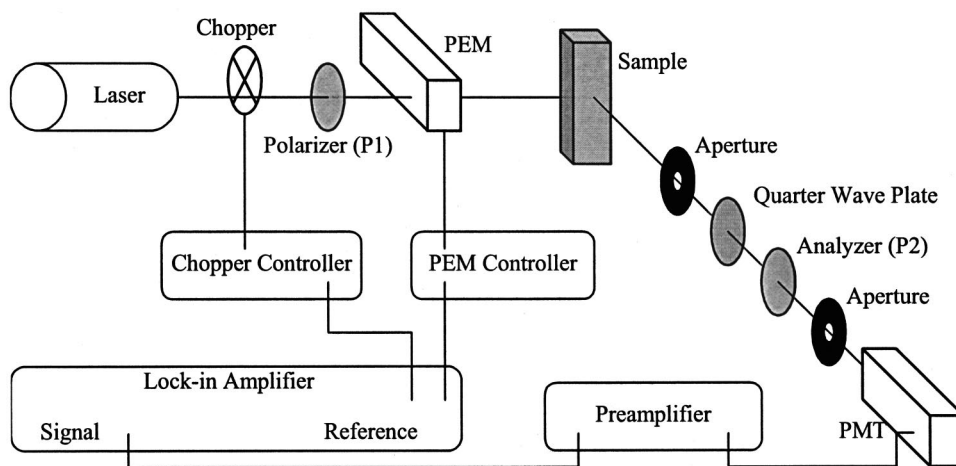 Chopper
PEM
Sample
Laser
Polarizer (P1)
Aperture
Quarter Wave Plate
Analyzer (P2)
Aperture
Chopper Controller
PEM Controller
Lock-in Amplifier
Signal
Reference
Preamplifier
PMT